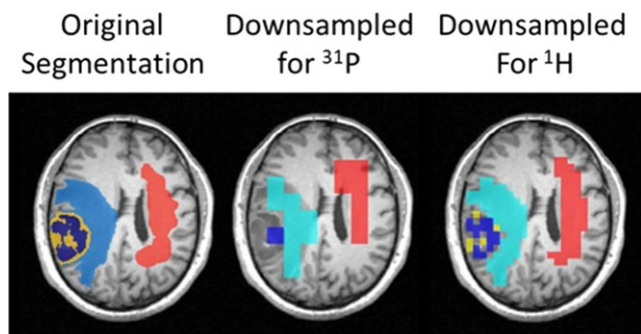 Original
Segmentation
Downsampled
for ³¹P
Downsampled
For ¹H